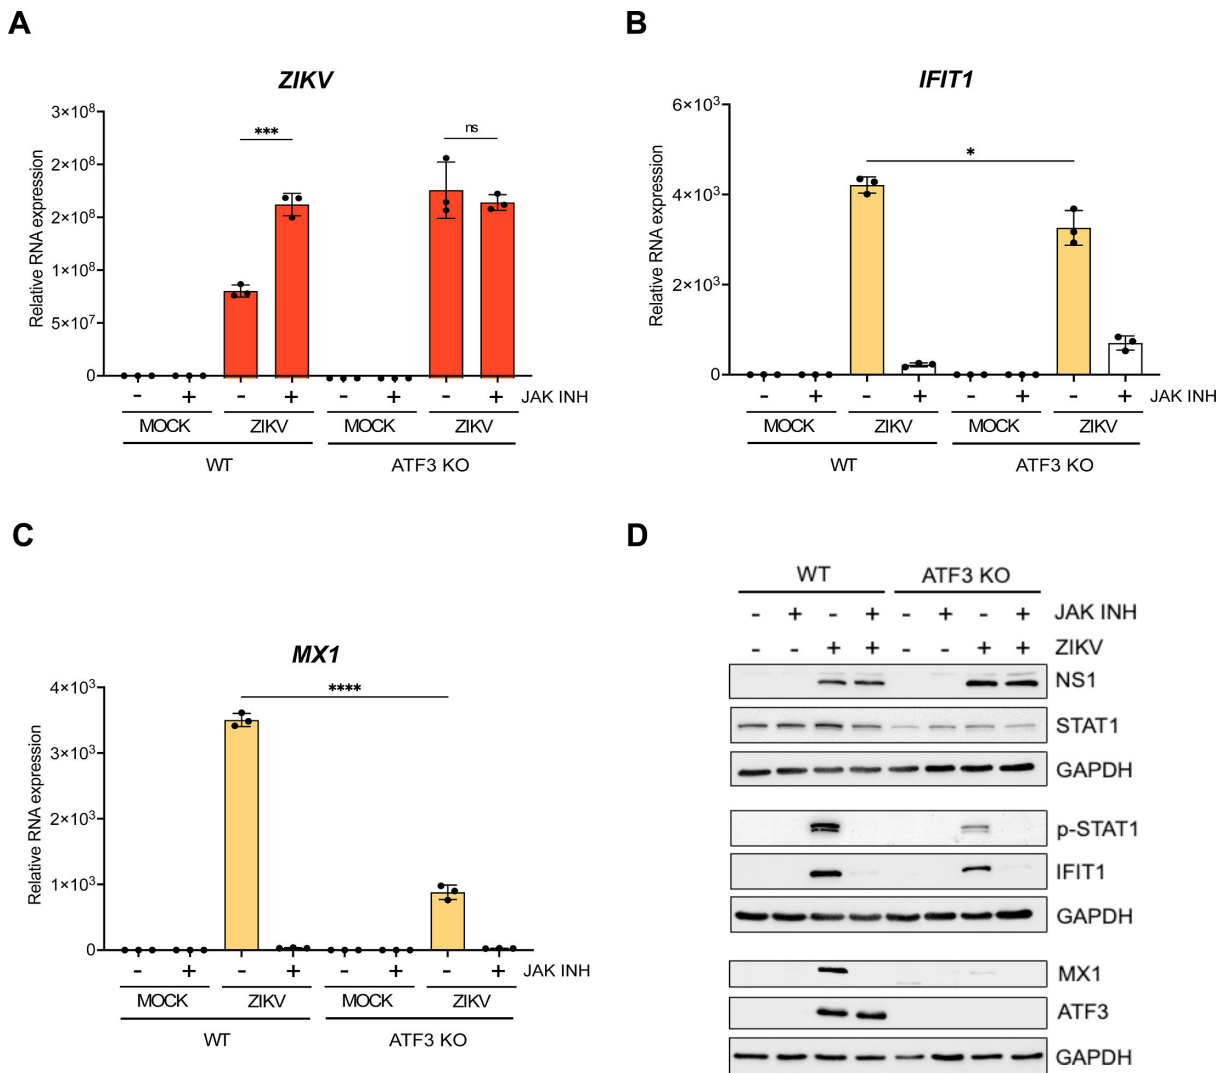 A
ZIKV
Relative RNA expression
3×10⁸
2×10⁸
2×10⁸
1×10⁸
5×10⁷
0
***
ns
- + - + - + - + JAK INH
MOCK ZIKV MOCK ZIKV
WT ATF3 KO
B
IFIT1
Relative RNA expression
6×10³
4×10³
2×10³
0
*
- + - + - + - + JAK INH
MOCK ZIKV MOCK ZIKV
WT ATF3 KO
C
MX1
Relative RNA expression
4×10³
3×10³
2×10³
1×10³
0
****
- + - + - + - + JAK INH
MOCK ZIKV MOCK ZIKV
WT ATF3 KO
D
WT ATF3 KO
- + - + - + - + JAK INH
- - + + - - + + ZIKV
NS1
STAT1
GAPDH
p-STAT1
IFIT1
GAPDH
MX1
ATF3
GAPDH